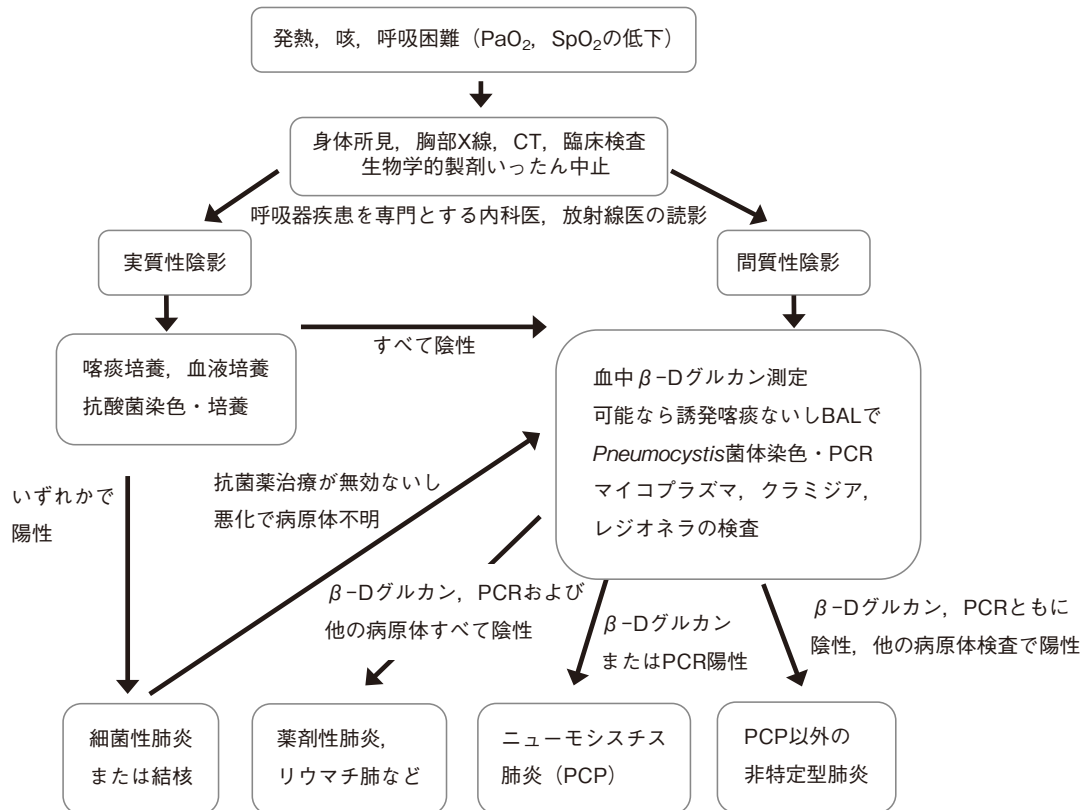 発熱，咳，呼吸困難（PaO2，SpO2の低下）
身体所見，胸部X線，CT，臨床検査
生物学的製剤いったん中止
呼吸器疾患を専門とする内科医，放射線医の読影
実質性陰影
間質性陰影
すべて陰性
喀痰培養，血液培養
抗酸菌染色・培養
血中β-Dグルカン測定
可能なら誘発喀痰ないしBALで
Pneumocystis菌体染色・PCR
マイコプラズマ，クラミジア，
レジオネラの検査
いずれかで
陽性
抗菌薬治療が無効ないし
悪化で病原体不明
β-Dグルカン，PCRおよび
他の病原体すべて陰性
β-Dグルカン
またはPCR陽性
β-Dグルカン，PCRともに
陰性，他の病原体検査で陽性
細菌性肺炎
または結核
薬剤性肺炎，
リウマチ肺など
ニューモシスチス
肺炎（PCP）
PCP以外の
非特定型肺炎